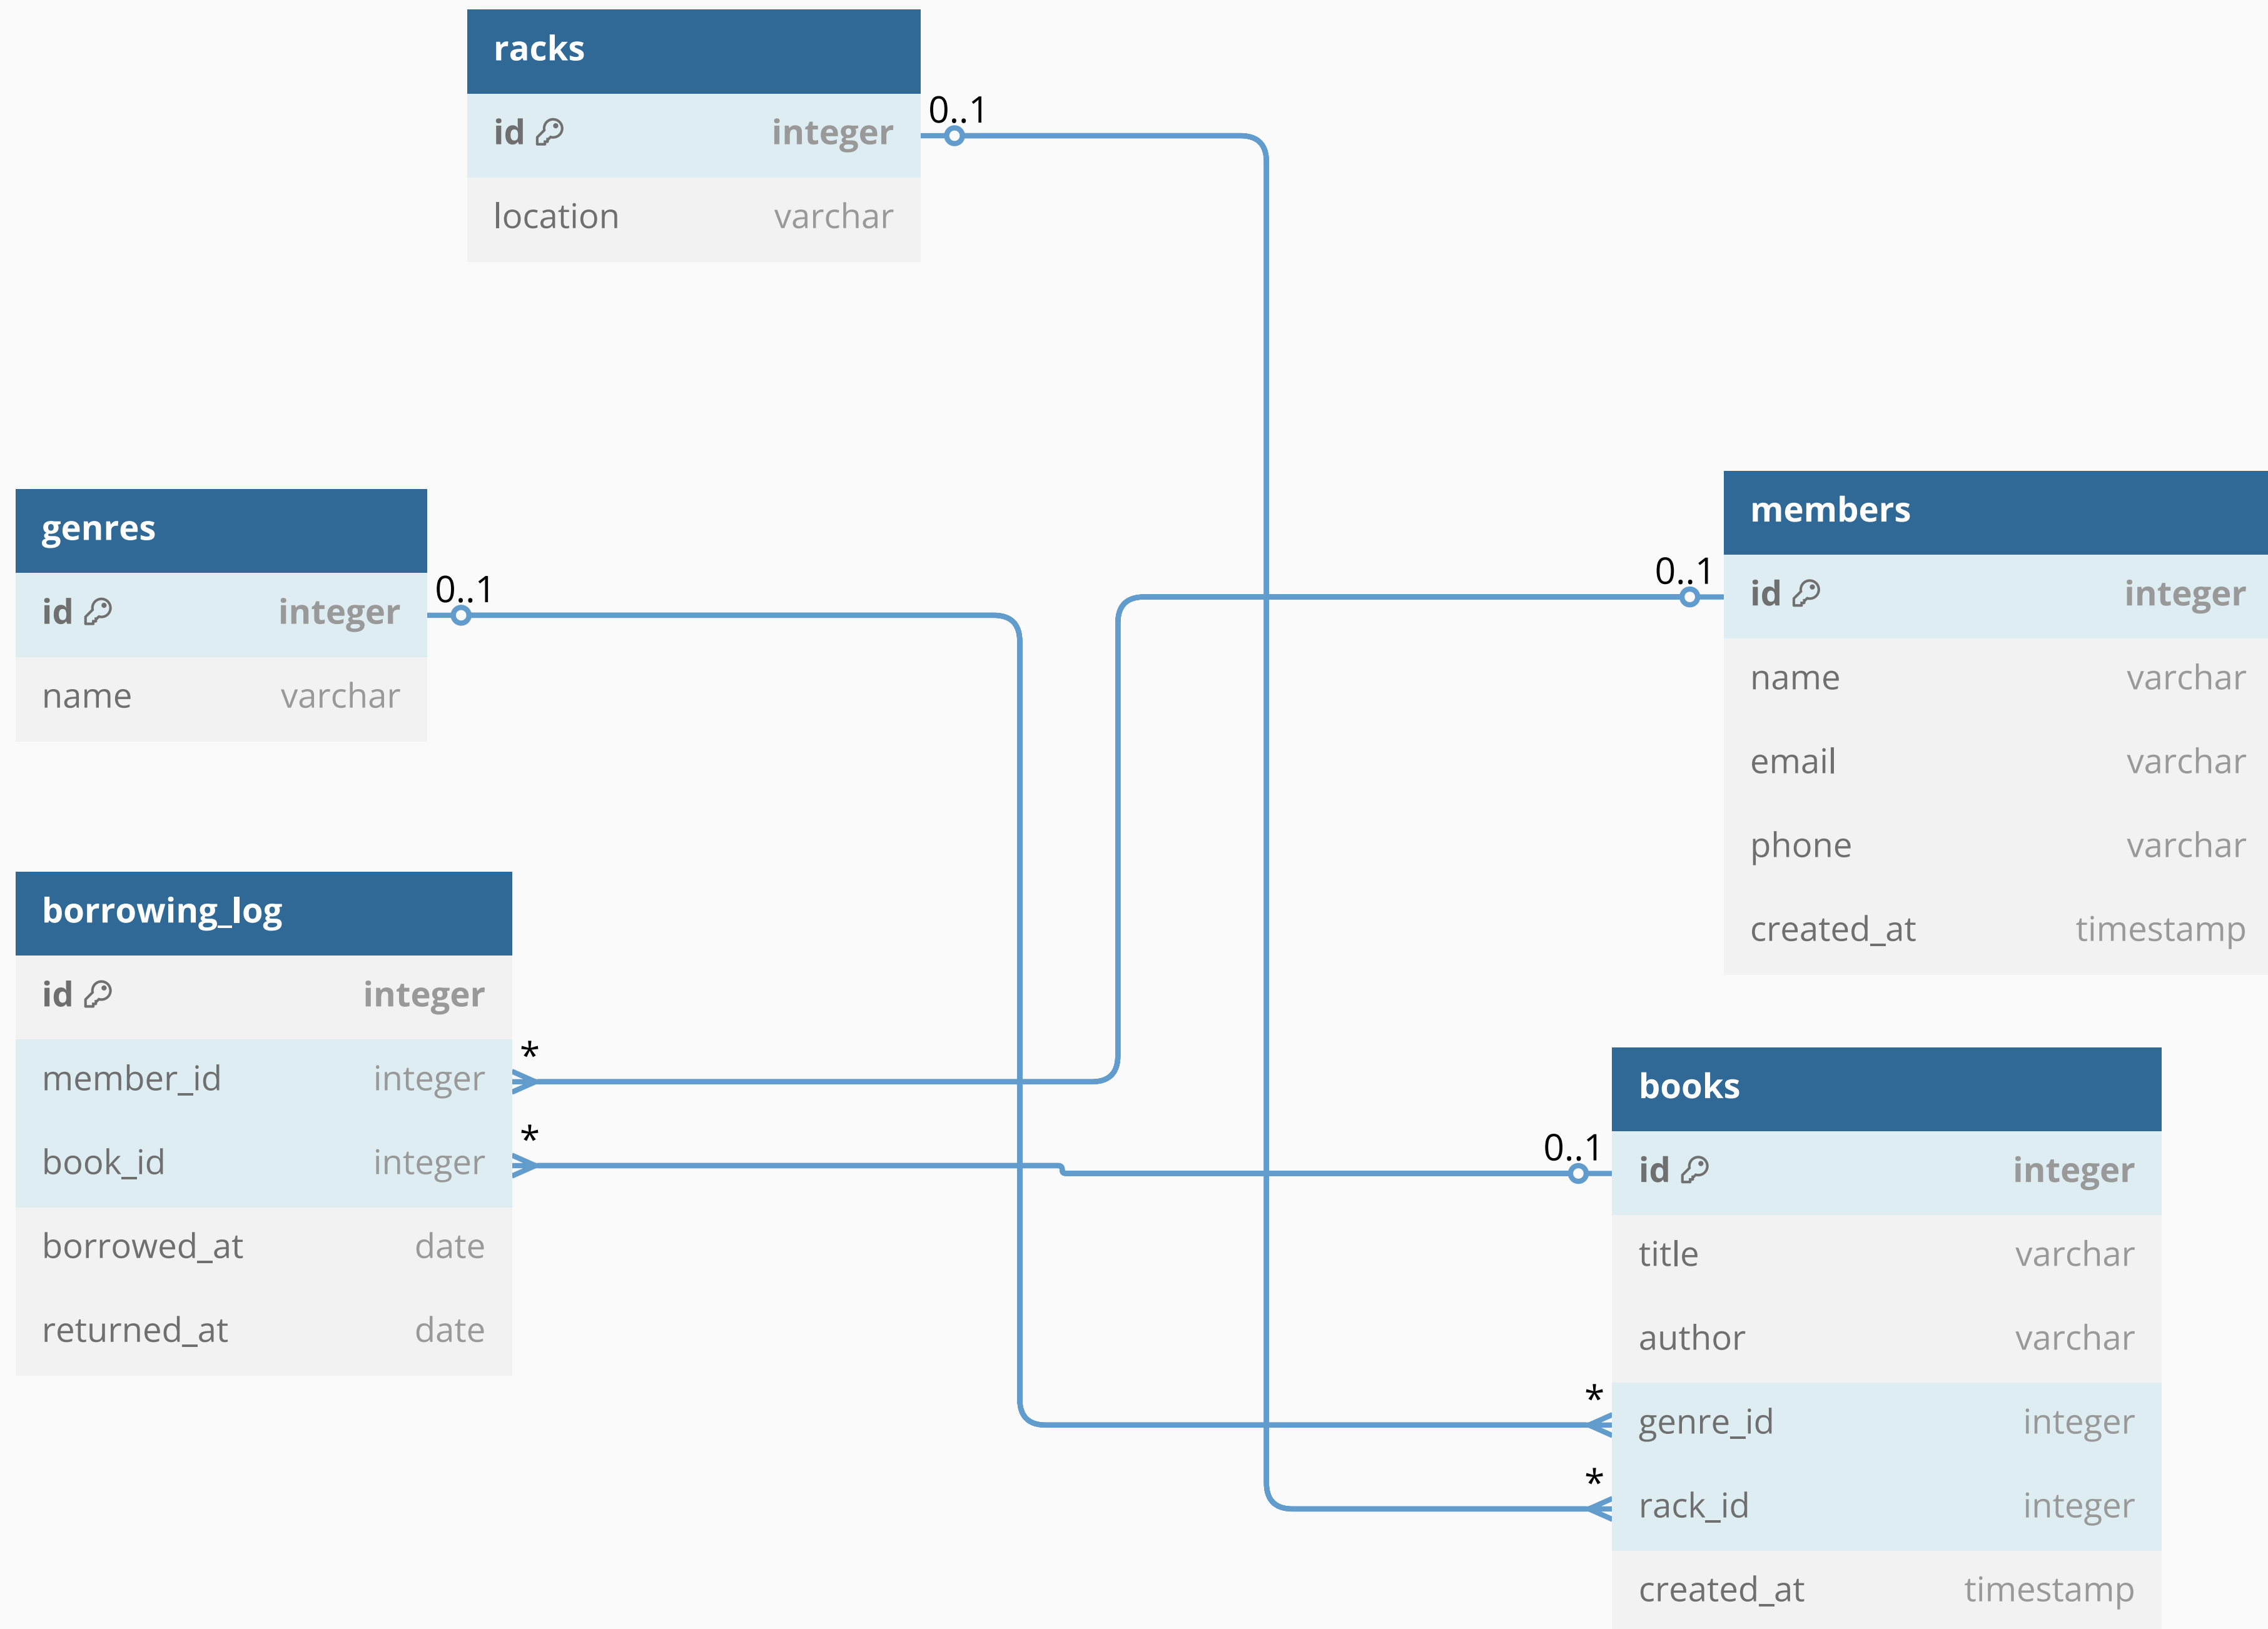 racks
id integer
location varchar
0..1
genres
id integer
name varchar
0..1
members
id integer
name varchar
email varchar
phone varchar
created_at timestamp
0..1
borrowing_log
id integer
member_id integer
book_id integer
borrowed_at date
returned_at date
*
*
books
id integer
title varchar
author varchar
genre_id integer
rack_id integer
created_at timestamp
0..1
*
*